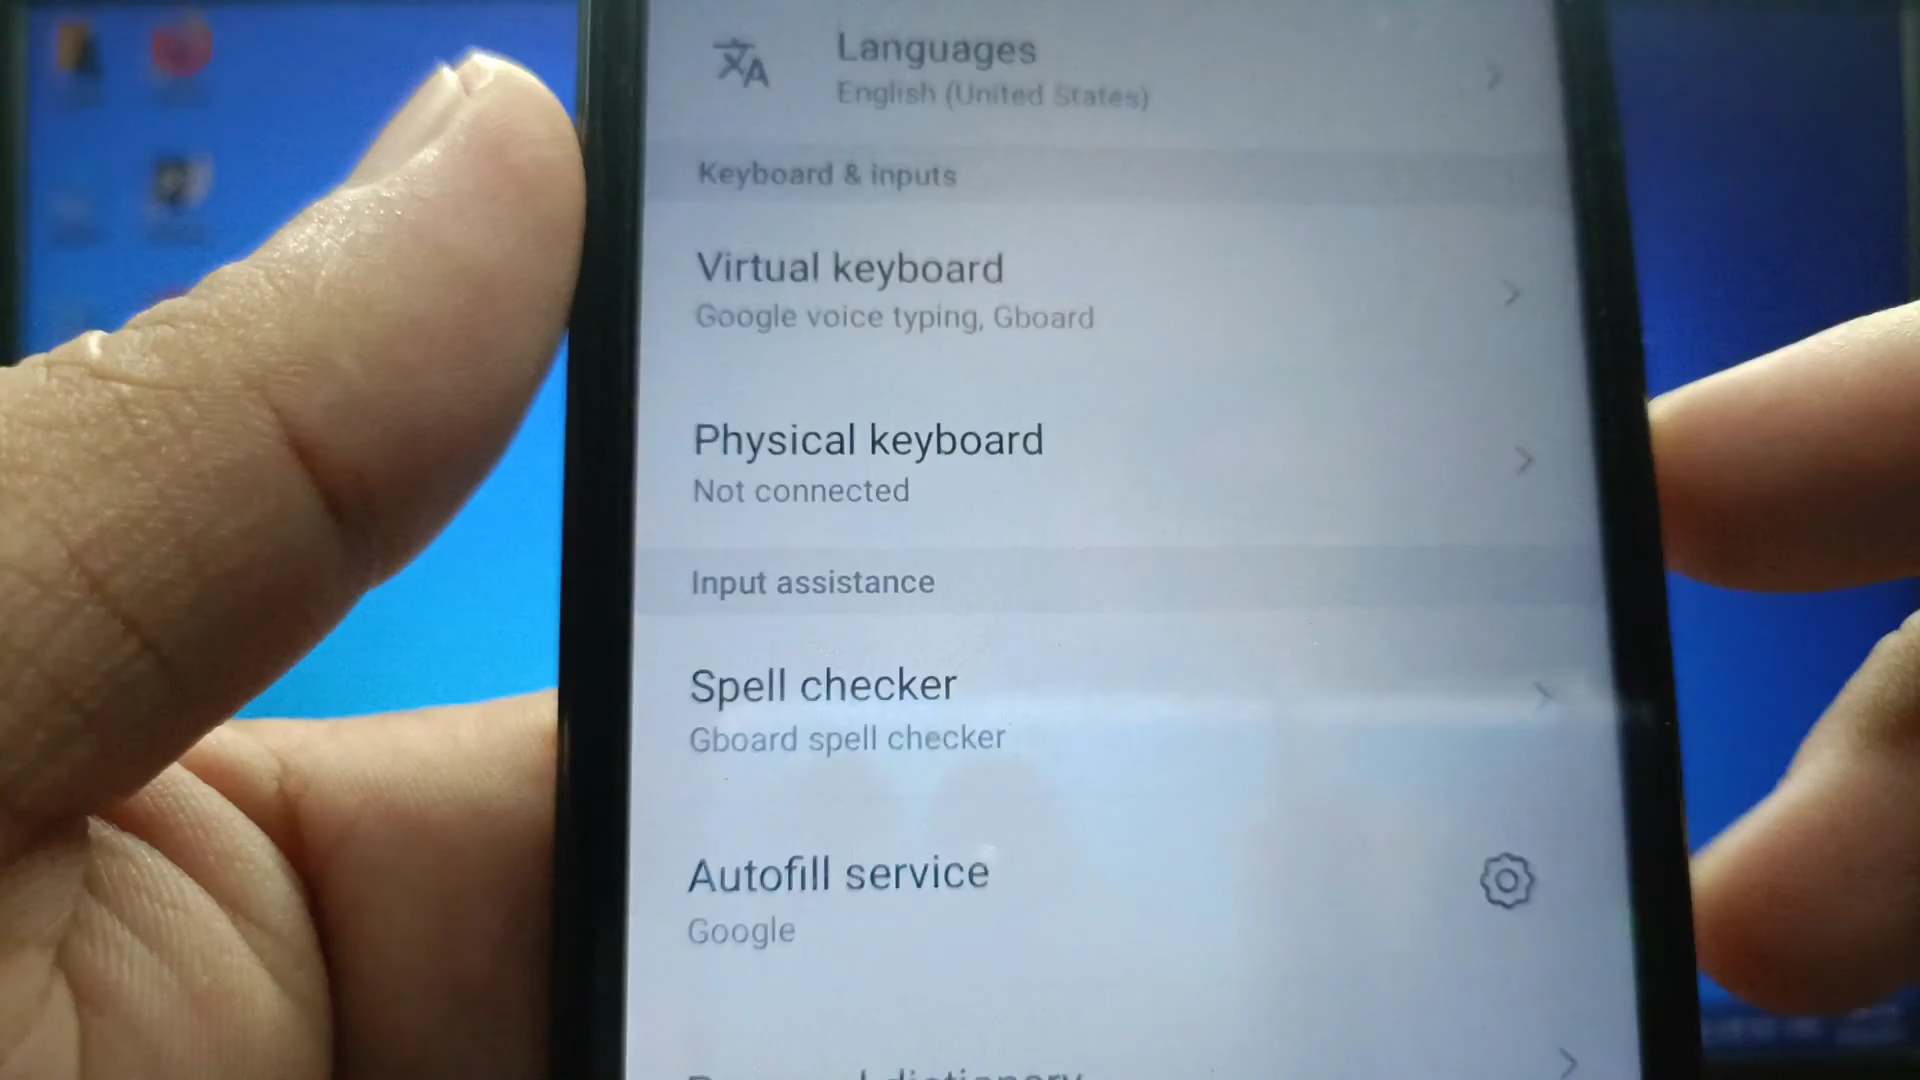 Languages
English (United States)
Keyboard & inputs
Virtual keyboard
Google voice typing, Gboard
Physical keyboard
Not connected
Input assistance
Spell checker
Gboard spell checker
Autofill service
Google